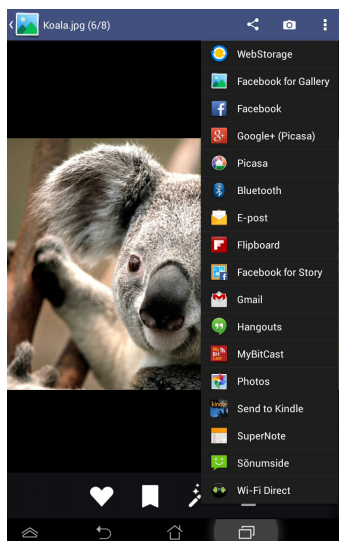 Koala.jpg (6/8)
WebStorage
Facebook for Gallery
Facebook
Google+ (Picasa)
Picasa
Bluetooth
E-post
Flipboard
Facebook for Story
Gmail
Hangouts
MyBitCast
Photos
Send to Kindle
SuperNote
Sõnumside
Wi-Fi Direct